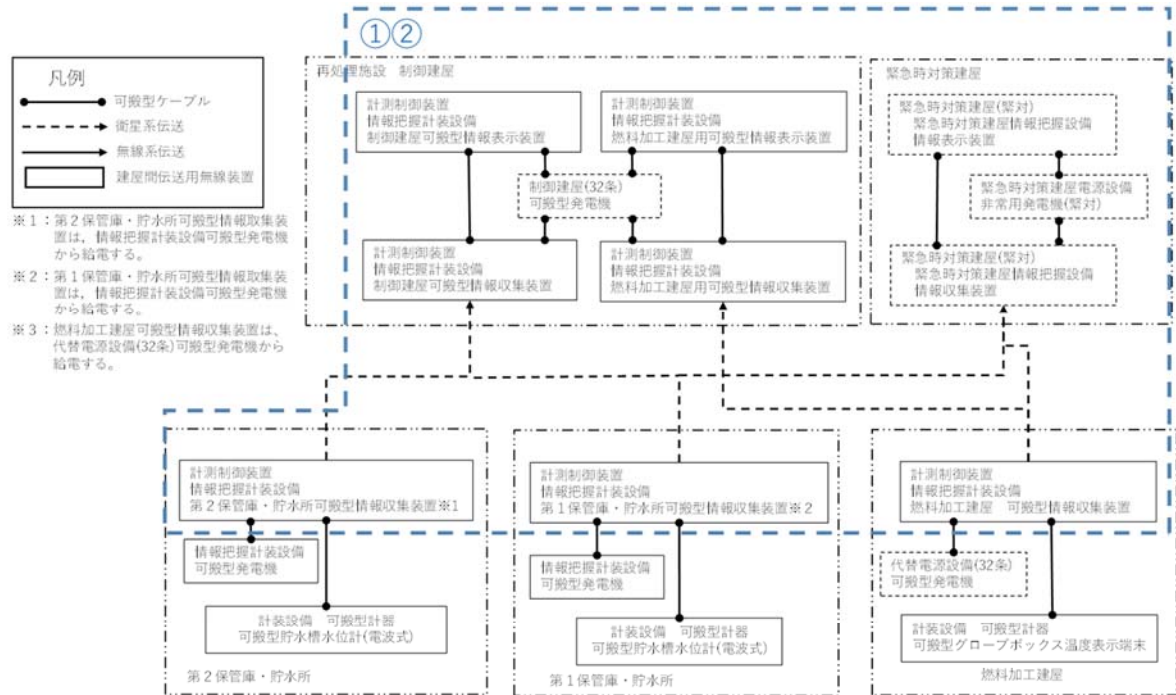 ①②
凡例
可搬型ケーブル
衛星系伝送
無線系伝送
建屋間伝送用無線装置
※1：第2保管庫・貯水所可搬型情報収集装
置は，情報把握計装設備可搬型発電機
から給電する。
※2：第1保管庫・貯水所可搬型情報収集装
置は，情報把握計装設備可搬型発電機
から給電する。
※3：燃料加工建屋可搬型情報収集装置は、
代替電源設備(32条)可搬型発電機から
給電する。
再処理施設　制御建屋
計測制御装置
情報把握計装設備
制御建屋可搬型情報表示装置
計測制御装置
情報把握計装設備
燃料加工建屋用可搬型情報表示装置
制御建屋(32条)
可搬型発電機
計測制御装置
情報把握計装設備
制御建屋可搬型情報収集装置
計測制御装置
情報把握計装設備
燃料加工建屋用可搬型情報収集装置
緊急時対策建屋
緊急時対策建屋(緊対)
緊急時対策建屋情報把握設備
情報表示装置
緊急時対策建屋電源設備
非常用発電機(緊対)
緊急時対策建屋(緊対)
緊急時対策建屋情報把握設備
情報収集装置
計測制御装置
情報把握計装設備
第2保管庫・貯水所可搬型情報収集装置※1
情報把握計装設備
可搬型発電機
計装設備　可搬型計器
可搬型貯水槽水位計(電波式)
第2保管庫・貯水所
計測制御装置
情報把握計装設備
第1保管庫・貯水所可搬型情報収集装置※2
情報把握計装設備
可搬型発電機
計装設備　可搬型計器
可搬型貯水槽水位計(電波式)
第1保管庫・貯水所
計測制御装置
情報把握計装設備
燃料加工建屋　可搬型情報収集装置
代替電源設備(32条)
可搬型発電機
計装設備　可搬型計器
可搬型グローブボックス温度表示端末
燃料加工建屋